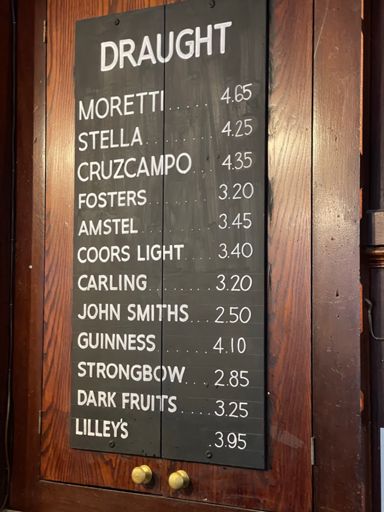 DRAUGHT
MORETTI...... 4.65
STELLA........ 4.25
CRUZCAMPO... 4.35
FOSTERS....... 3.20
AMSTEL........ 3.45
COORS LIGHT.... 3.40
CARLING....... 3.20
JOHN SMITHS... 2.50
GUINNESS...... 4.10
STRONGBOW... 2.85
DARK FRUITS.... 3.25
LILLEY'S .3.95